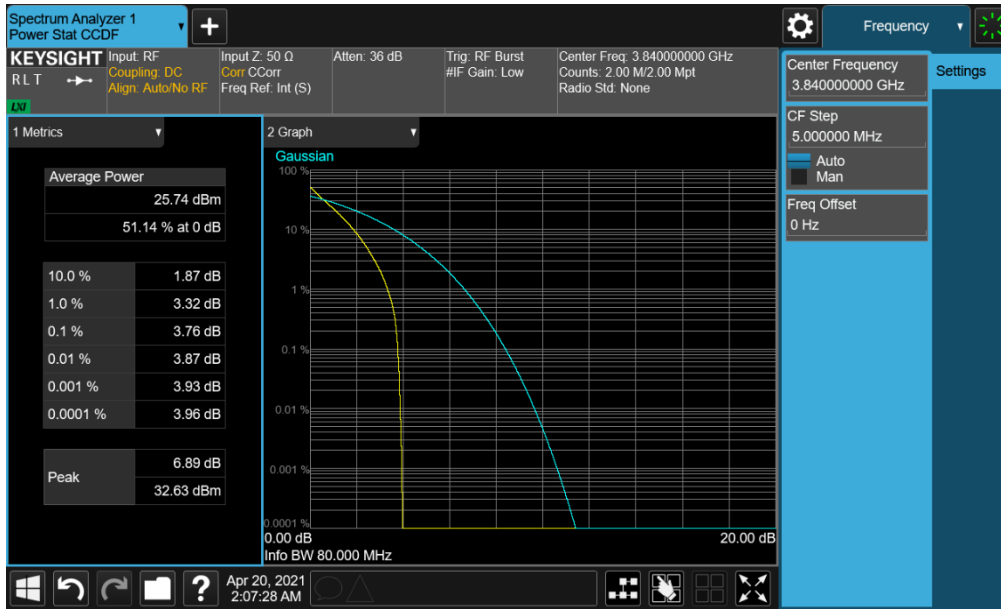 Spectrum Analyzer 1
Power Stat CCDF
+
Frequency
KEYSIGHT
R L T
LXI
Input: RF
Coupling: DC
Align: Auto/No RF
Input Z: 50 Ω
Corr CCorr
Freq Ref: Int (S)
Atten: 36 dB
Trig: RF Burst
#IF Gain: Low
Center Freq: 3.840000000 GHz
Counts: 2.00 M/2.00 Mpt
Radio Std: None
Center Frequency
3.840000000 GHz
Settings
CF Step
5.000000 MHz
Auto
Man
Freq Offset
0 Hz
1 Metrics
Average Power
25.74 dBm
51.14 % at 0 dB
10.0 % 1.87 dB
1.0 % 3.32 dB
0.1 % 3.76 dB
0.01 % 3.87 dB
0.001 % 3.93 dB
0.0001 % 3.96 dB
Peak 6.89 dB
32.63 dBm
2 Graph
Gaussian
100 %
10 %
1 %
0.1 %
0.01 %
0.001 %
0.0001 %
0.00 dB 20.00 dB
Info BW 80.000 MHz
?
Apr 20, 2021
2:07:28 AM